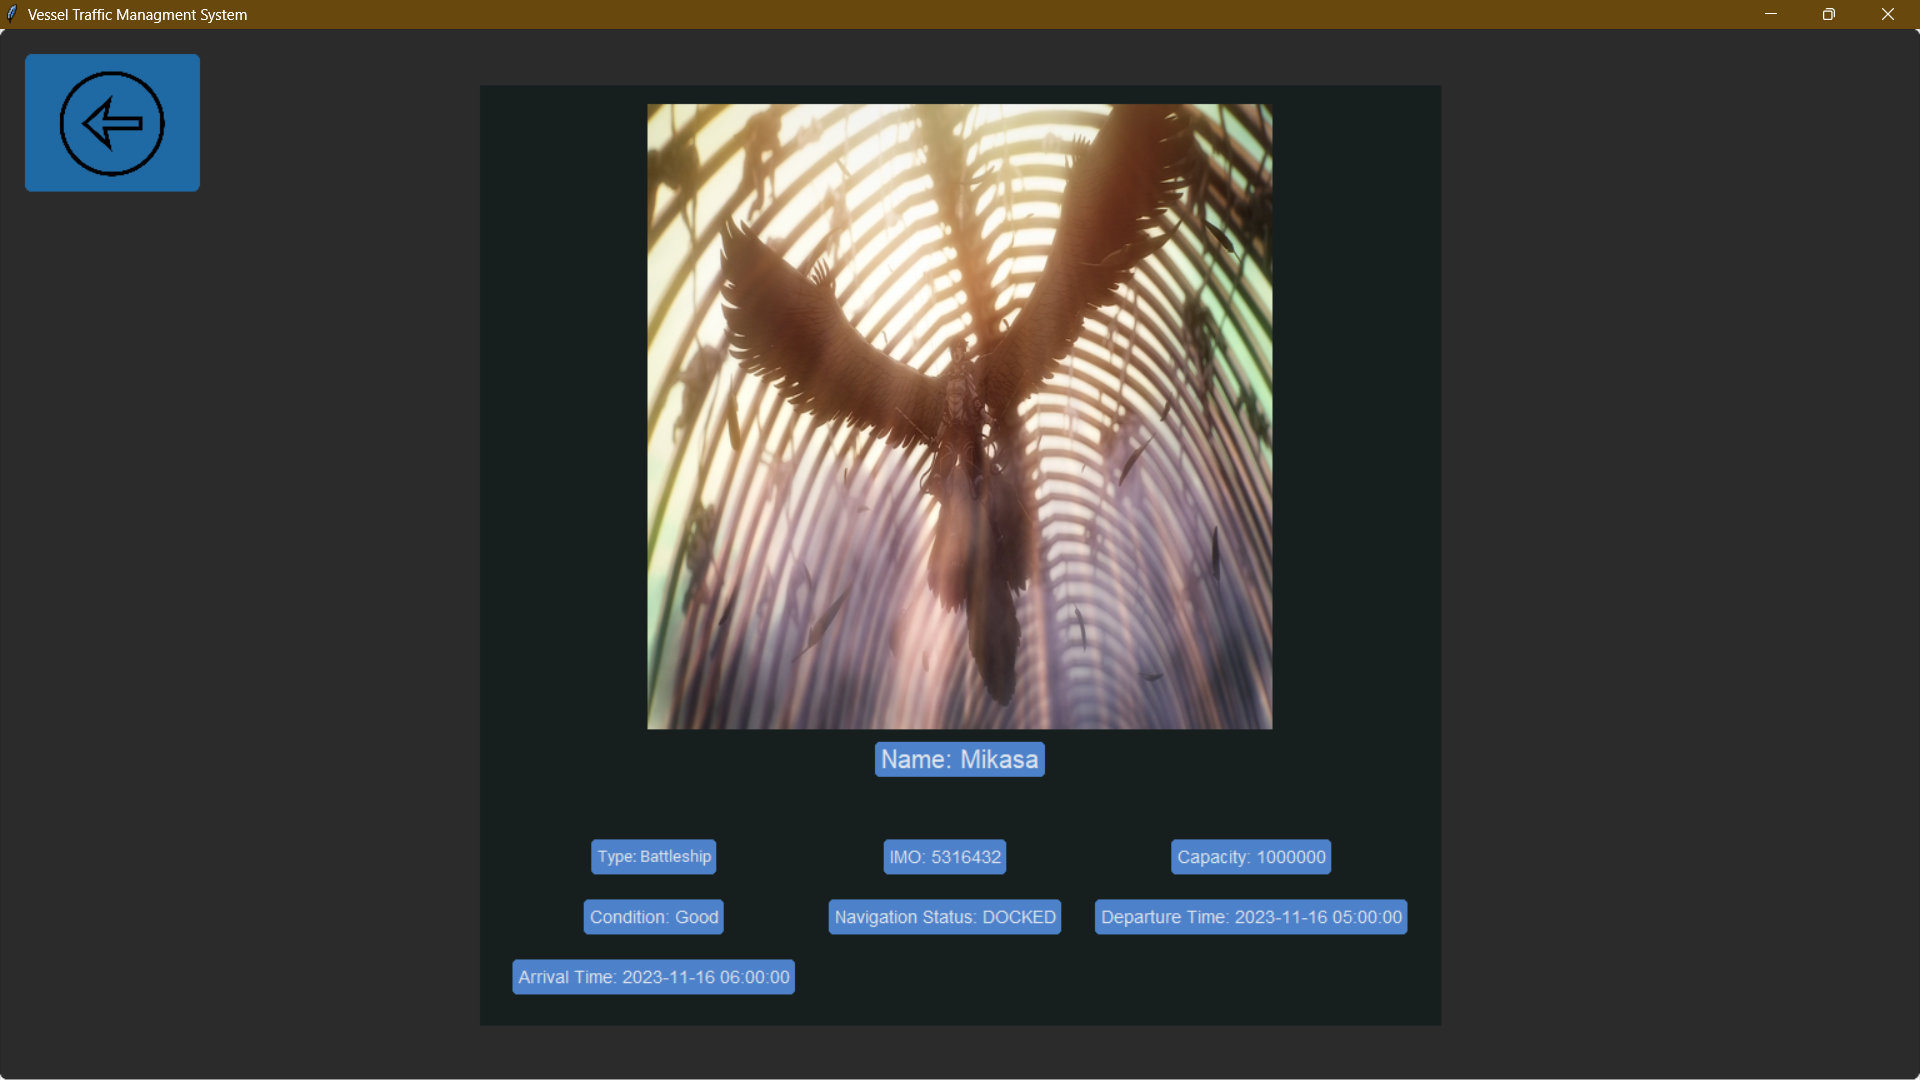 Vessel Traffic Managment System
Name: Mikasa
Type: Battleship
IMO: 5316432
Capacity: 1000000
Condition: Good
Navigation Status: DOCKED
Departure Time: 2023-11-16 05:00:00
Arrival Time: 2023-11-16 06:00:00